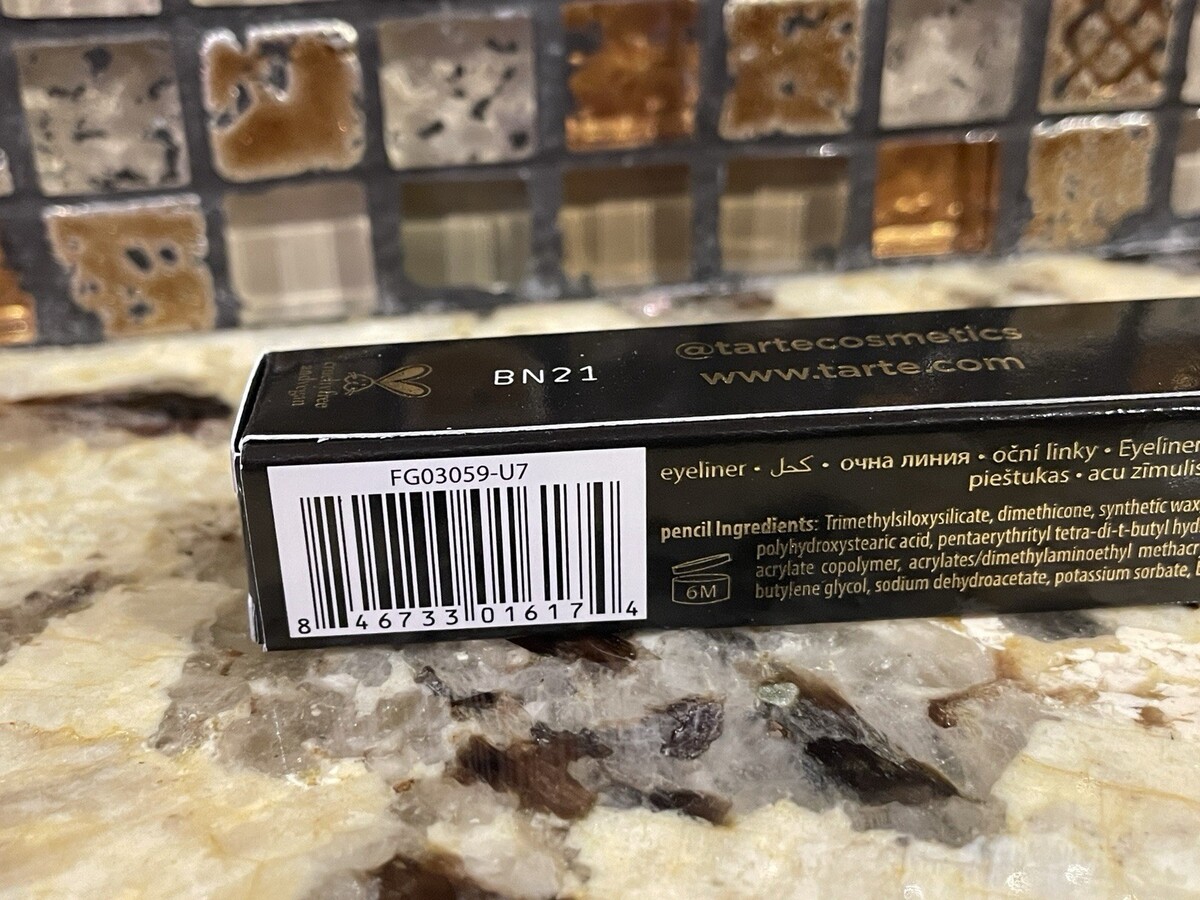 cruelty free
and vegan
BN21
@tartecosmetics
www.tarte.com
FG03059-U7
8 46733 01617 4
eyeliner • كحل • очна линия • oční linky • Eyeliner
pieštukas • acu zīmulis
pencil Ingredients: Trimethylsiloxysilicate, dimethicone, synthetic wax
polyhydroxystearic acid, pentaerythrityl tetra-di-t-butyl hyd
acrylate copolymer, acrylates/dimethylaminoethyl methacr
butylene glycol, sodium dehydroacetate, potassium sorbate,
6M